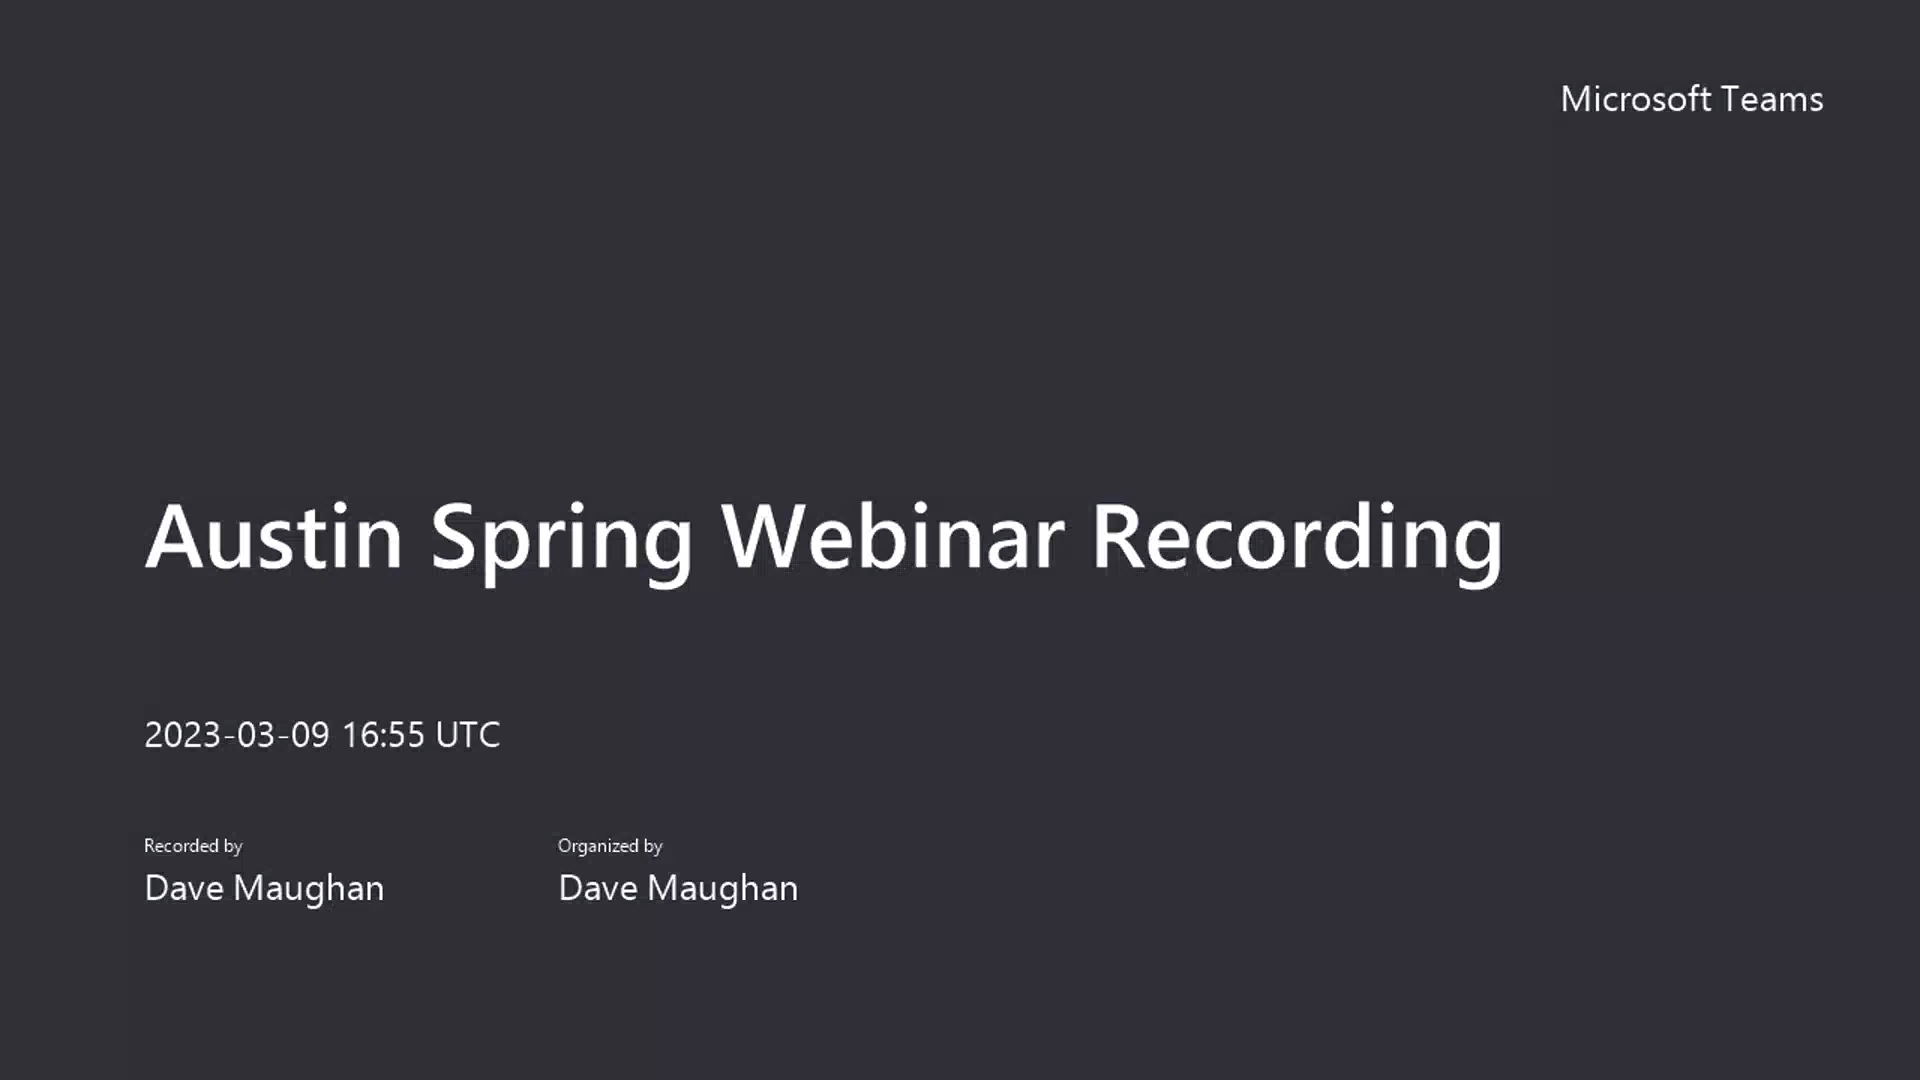 Microsoft Teams
Austin Spring Webinar Recording
2023-03-09 16:55 UTC
Recorded by
Dave Maughan
Organized by
Dave Maughan